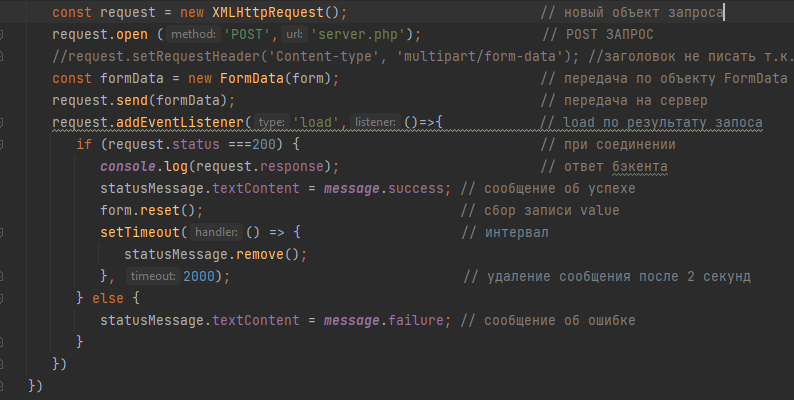 const request = new XMLHttpRequest(); // новый объект запроса
request.open (method: 'POST', url: 'server.php'); // POST ЗАПРОС
//request.setRequestHeader('Content-type', 'multipart/form-data'); //заголовок не писать т.к.
const formData = new FormData(form); // передача по объекту FormData
request.send(formData); // передача на сервер
request.addEventListener(type: 'load', listener: ()=>{ // load по результату запоса
if (request.status ===200) { // при соединении
console.log(request.response); // ответ бэкента
statusMessage.textContent = message.success; // сообщение об успехе
form.reset(); // сбор записи value
setTimeout(handler: () => { // интервал
statusMessage.remove();
}, timeout: 2000); // удаление сообщения после 2 секунд
} else {
statusMessage.textContent = message.failure; // сообщение об ошибке
}
})
})